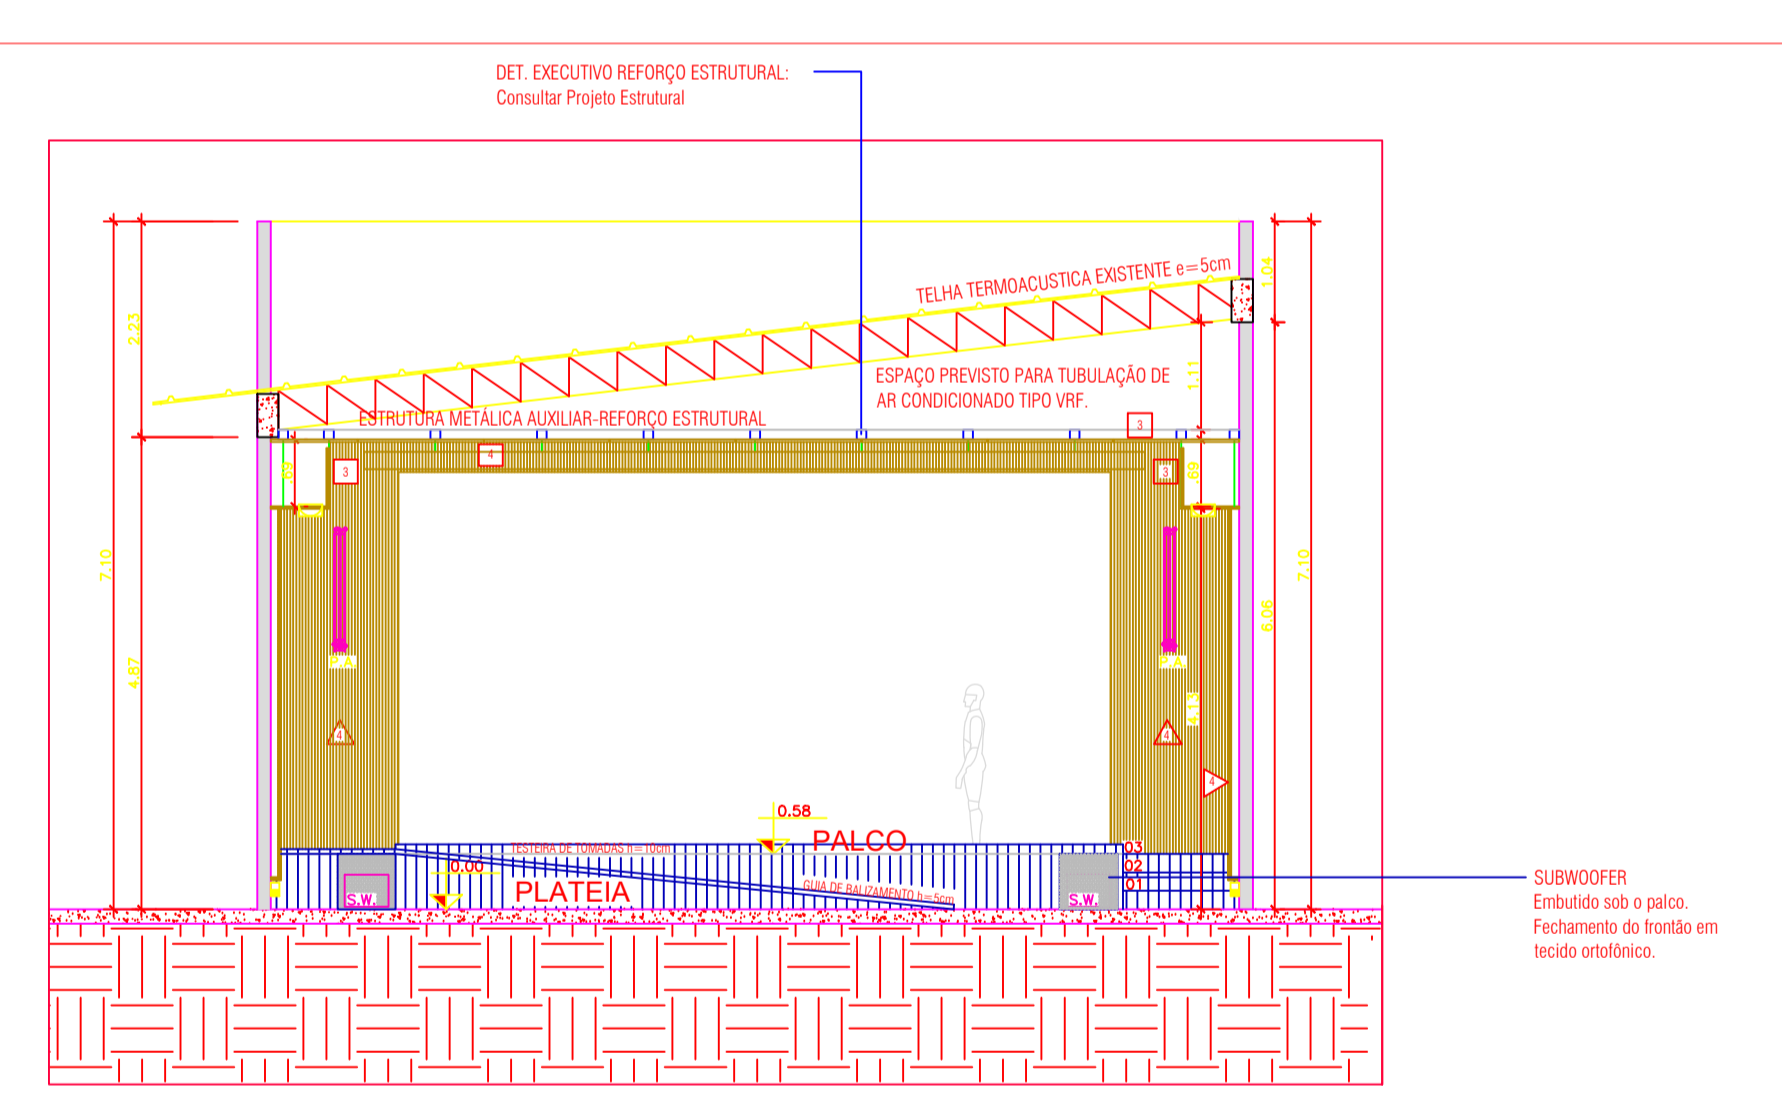 DET. EXECUTIVO REFORÇO ESTRUTURAL:
Consultar Projeto Estrutural
TELHA TERMOACUSTICA EXISTENTE e=5cm
1.04
2.23
1.11
ESPAÇO PREVISTO PARA TUBULAÇÃO DE
AR CONDICIONADO TIPO VRF.
ESTRUTURA METÁLICA AUXILIAR-REFORÇO ESTRUTURAL
3
4
3
3
.69
.69
7.10
7.10
6.06
4.87
4.13
P.A.
P.A.
4
4
4
0.58
PALCO
TESTEIRA DE TOMADAS h=10cm
03
02
01
0.00
PLATEIA
GUIA DE BALIZAMENTO h=5cm
S.W.
S.W.
SUBWOOFER
Embutido sob o palco.
Fechamento do frontão em
tecido ortofônico.